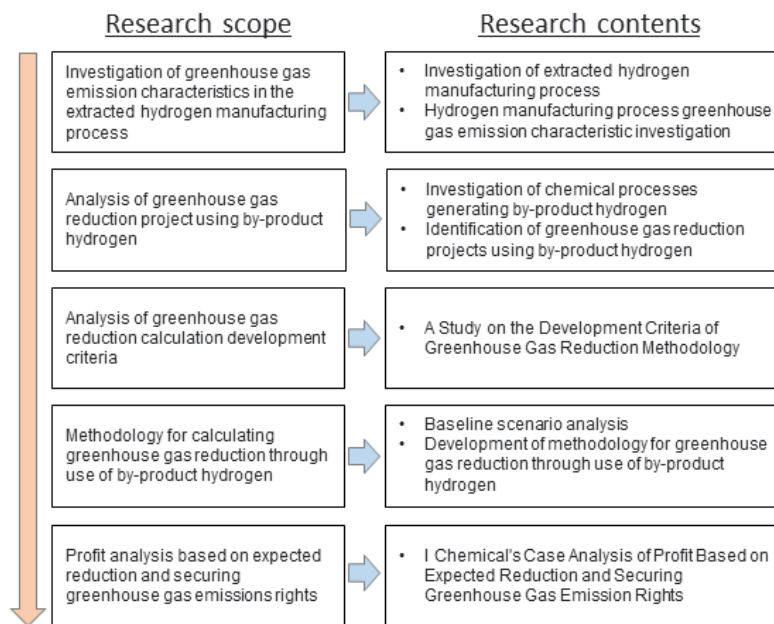 Research scope
Research contents
Investigation of greenhouse gas
emission characteristics in the
extracted hydrogen manufacturing
process
• Investigation of extracted hydrogen
manufacturing process
• Hydrogen manufacturing process greenhouse
gas emission characteristic investigation
Analysis of greenhouse gas
reduction project using by-product
hydrogen
• Investigation of chemical processes
generating by-product hydrogen
• Identification of greenhouse gas reduction
projects using by-product hydrogen
Analysis of greenhouse gas
reduction calculation development
criteria
• A Study on the Development Criteria of
Greenhouse Gas Reduction Methodology
Methodology for calculating
greenhouse gas reduction through
use of by-product hydrogen
• Baseline scenario analysis
• Development of methodology for greenhouse
gas reduction through use of by-product
hydrogen
Profit analysis based on expected
reduction and securing
greenhouse gas emissions rights
• I Chemical's Case Analysis of Profit Based on
Expected Reduction and Securing
Greenhouse Gas Emission Rights